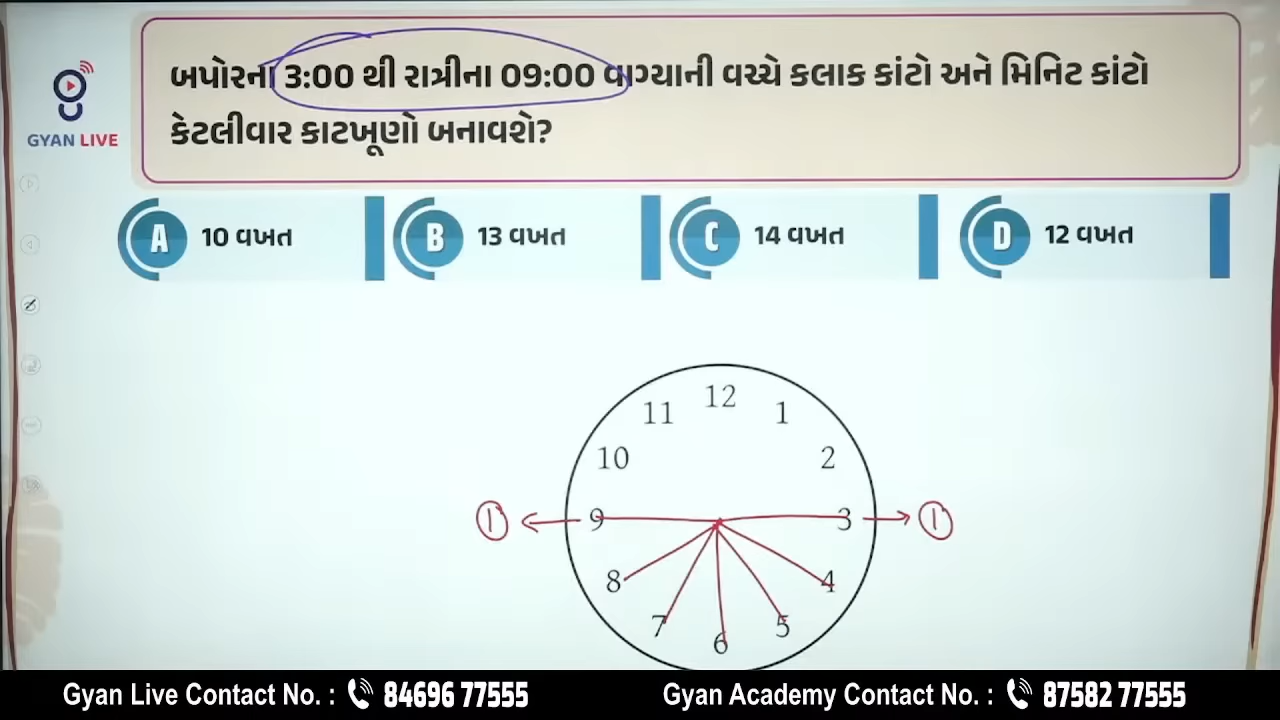 બપોરના 3:00 થી રાત્રીના 09:00 વાગ્યાની વચ્ચે કલાક કાંટો અને મિનિટ કાંટો
કેટલીવાર કાટખૂણો બનાવશે?
GYAN LIVE
A 10 વખત B 13 વખત C 14 વખત D 12 વખત
12
11 1
10 2
1 9 3 1
8 4
7 5
6
Gyan Live Contact No. : 84696 77555 Gyan Academy Contact No. : 87582 77555